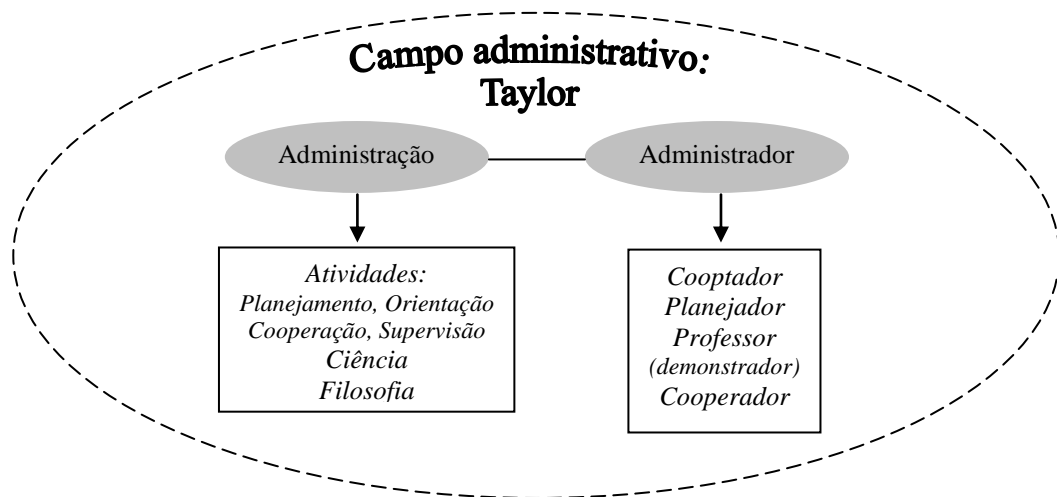 Campo administrativo:
Taylor
Administração
Administrador
Atividades:
Planejamento, Orientação
Cooperação, Supervisão
Ciência
Filosofia
Cooptador
Planejador
Professor
(demonstrador)
Cooperador